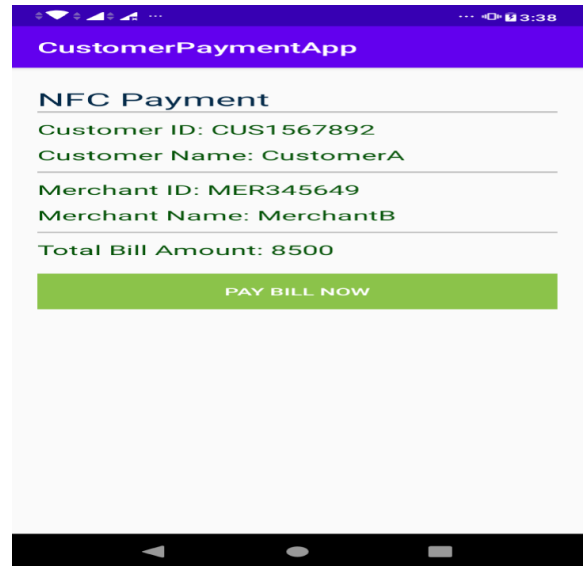 3:38
CustomerPaymentApp
NFC Payment
Customer ID: CUS1567892
Customer Name: CustomerA
Merchant ID: MER345649
Merchant Name: MerchantB
Total Bill Amount: 8500
PAY BILL NOW